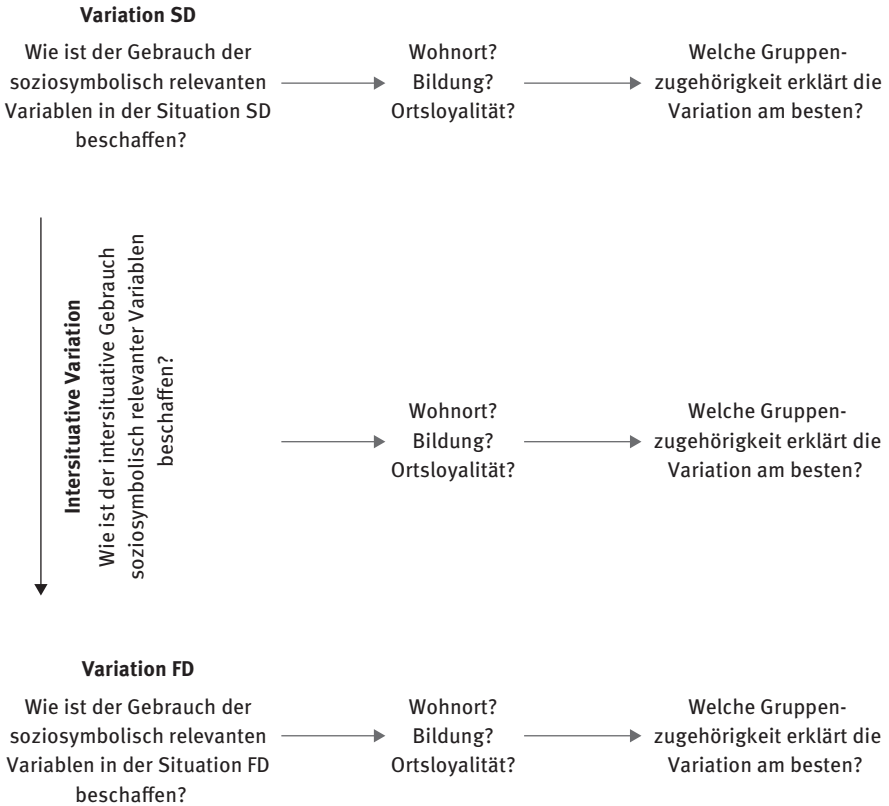 Variation SD
Wie ist der Gebrauch der
soziosymbolisch relevanten
Variablen in der Situation SD
beschaffen?
Wohnort?
Bildung?
Ortsloyalität?
Welche Gruppen-
zugehörigkeit erklärt die
Variation am besten?
Intersituative Variation
Wie ist der intersituative Gebrauch
soziosymbolisch relevanter Variablen
beschaffen?
Wohnort?
Bildung?
Ortsloyalität?
Welche Gruppen-
zugehörigkeit erklärt die
Variation am besten?
Variation FD
Wie ist der Gebrauch der
soziosymbolisch relevanten
Variablen in der Situation FD
beschaffen?
Wohnort?
Bildung?
Ortsloyalität?
Welche Gruppen-
zugehörigkeit erklärt die
Variation am besten?